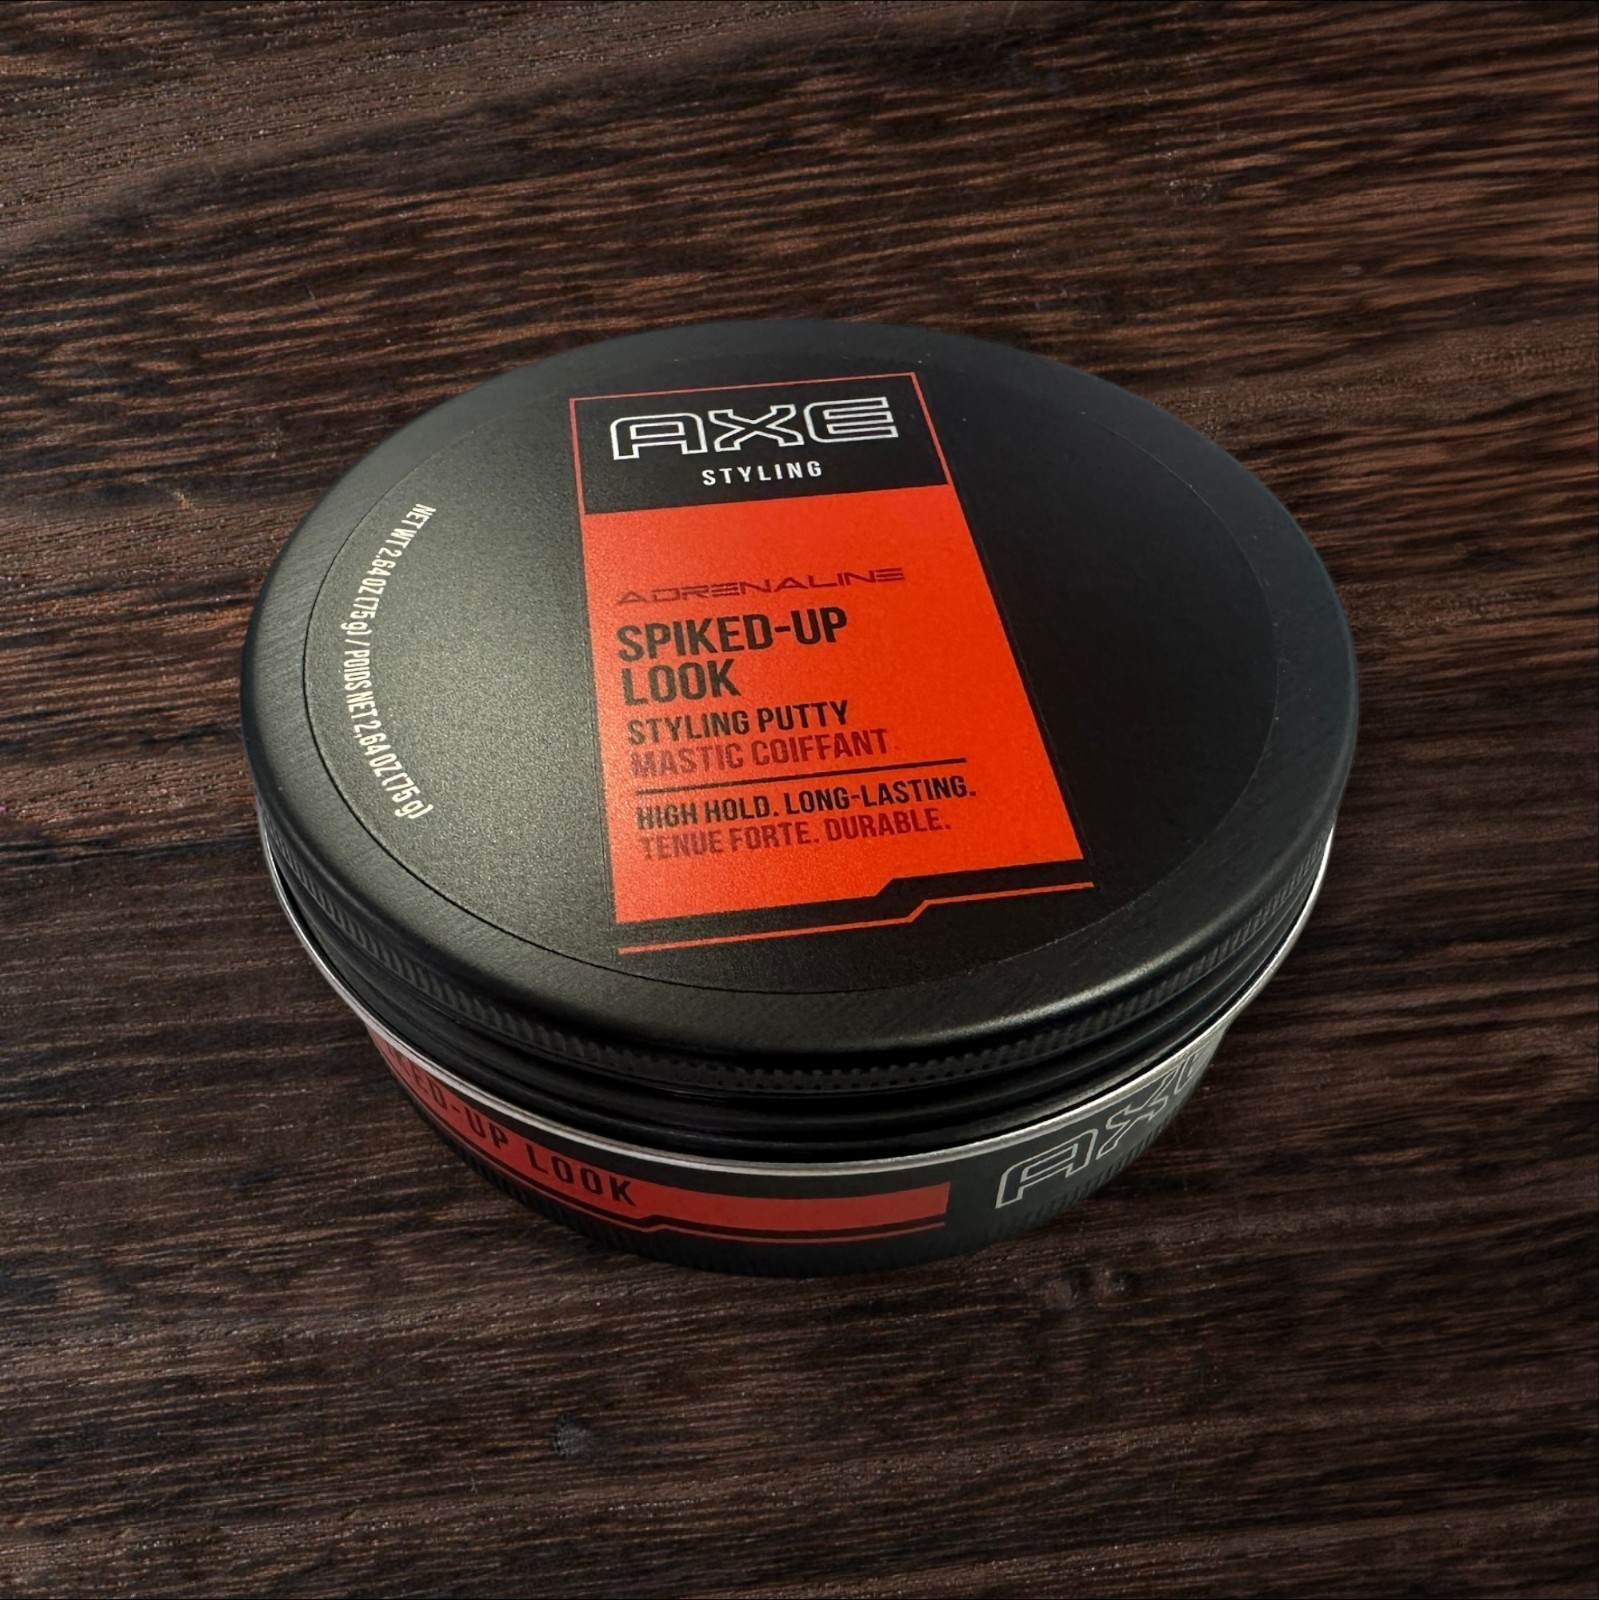 AXE
STYLING
ADRENALINE
SPIKED-UP
LOOK
STYLING PUTTY
MASTIC COIFFANT
HIGH HOLD. LONG-LASTING.
TENUE FORTE. DURABLE.
NET WT 2.64 OZ (75 g) / POIDS NET 2,64 OZ (75 g)
-UP LOOK
AXE